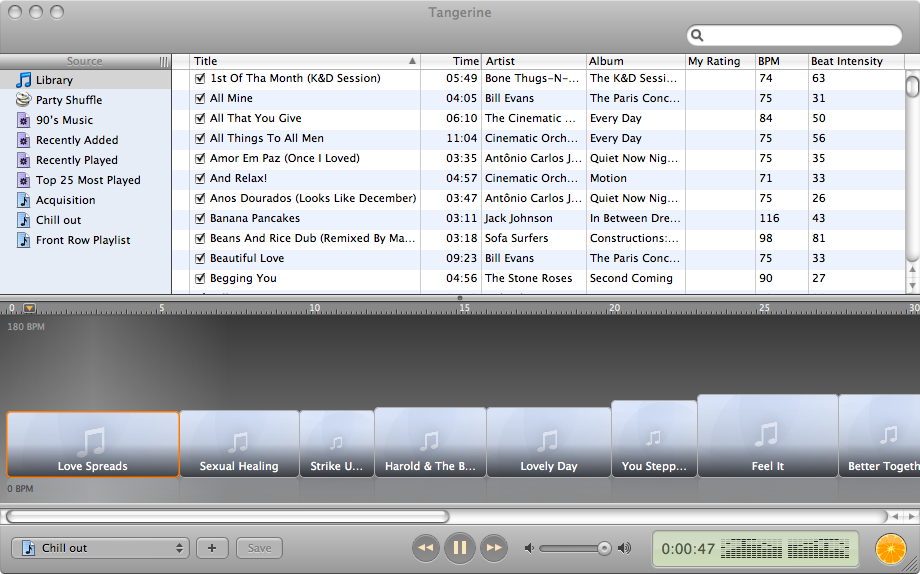 Tangerine
Source
Title Time Artist Album My Rating BPM Beat Intensity
Library
Party Shuffle
90's Music
Recently Added
Recently Played
Top 25 Most Played
Acquisition
Chill out
Front Row Playlist
1st Of Tha Month (K&D Session) 05:49 Bone Thugs-N-... The K&D Sessi... 74 63
All Mine 04:05 Bill Evans The Paris Conc... 75 31
All That You Give 06:10 The Cinematic ... Every Day 84 50
All Things To All Men 11:04 Cinematic Orch... Every Day 75 56
Amor Em Paz (Once I Loved) 03:35 Antônio Carlos J... Quiet Now Nig... 75 35
And Relax! 04:57 Cinematic Orch... Motion 71 33
Anos Dourados (Looks Like December) 03:47 Antônio Carlos J... Quiet Now Nig... 75 26
Banana Pancakes 03:11 Jack Johnson In Between Dre... 116 43
Beans And Rice Dub (Remixed By Ma... 03:18 Sofa Surfers Constructions:... 98 81
Beautiful Love 09:23 Bill Evans The Paris Conc... 75 33
Begging You 04:56 The Stone Roses Second Coming 90 27
0 5 10 15 20 25 30
180 BPM
Love Spreads Sexual Healing Strike U... Harold & The B... Lovely Day You Stepp... Feel It Better Togeth
0 BPM
Chill out + Save 0:00:47